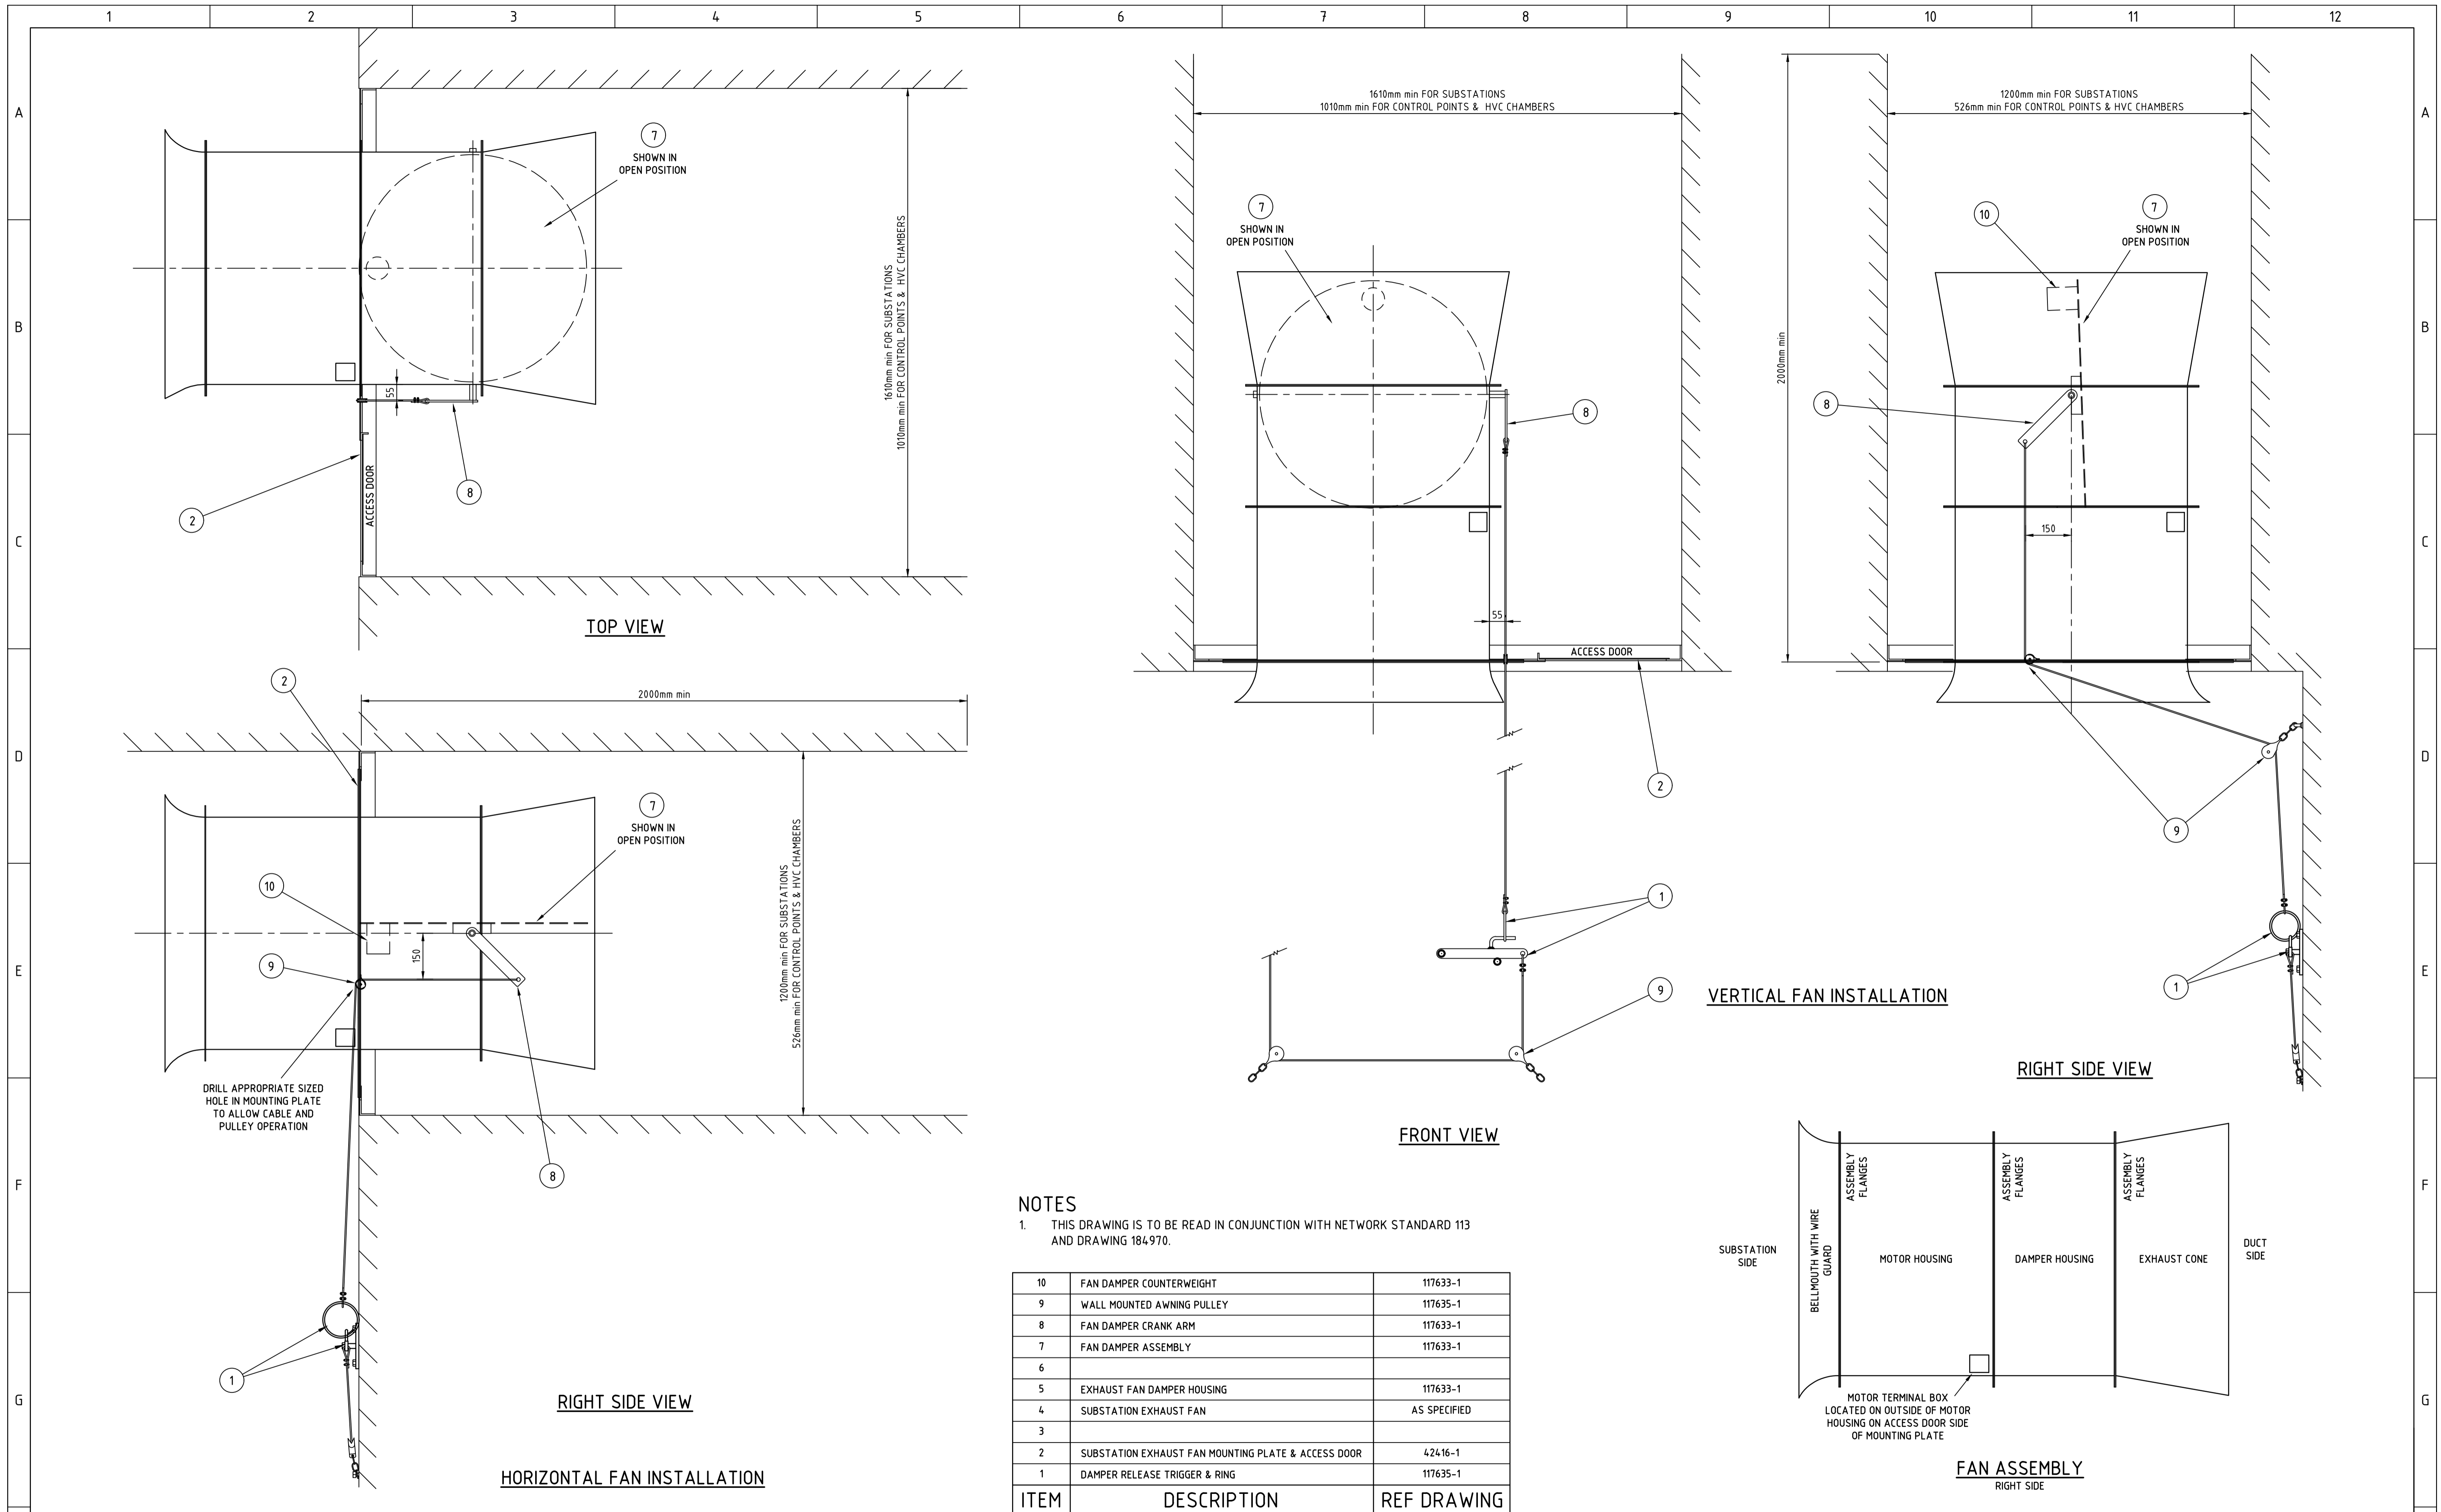 1 2 3 4 5 6 7 8 9 10 11 12
A
B
C
D
E
F
G
7
SHOWN IN
OPEN POSITION
55
8
2
ACCESS DOOR
1610mm min FOR SUBSTATIONS
1010mm min FOR CONTROL POINTS & HVC CHAMBERS
TOP VIEW
2
2000mm min
7
SHOWN IN
OPEN POSITION
10
9
150
1200mm min FOR SUBSTATIONS
526mm min FOR CONTROL POINTS & HVC CHAMBERS
DRILL APPROPRIATE SIZED
HOLE IN MOUNTING PLATE
TO ALLOW CABLE AND
PULLEY OPERATION
8
1
RIGHT SIDE VIEW
HORIZONTAL FAN INSTALLATION
1610mm min FOR SUBSTATIONS
1010mm min FOR CONTROL POINTS & HVC CHAMBERS
7
SHOWN IN
OPEN POSITION
8
55
ACCESS DOOR
2
1
9
FRONT VIEW
VERTICAL FAN INSTALLATION
1200mm min FOR SUBSTATIONS
526mm min FOR CONTROL POINTS & HVC CHAMBERS
2000mm min
10
7
SHOWN IN
OPEN POSITION
8
150
9
1
RIGHT SIDE VIEW
NOTES
1. THIS DRAWING IS TO BE READ IN CONJUNCTION WITH NETWORK STANDARD 113
AND DRAWING 184970.
10 FAN DAMPER COUNTERWEIGHT 117633-1
9 WALL MOUNTED AWNING PULLEY 117635-1
8 FAN DAMPER CRANK ARM 117633-1
7 FAN DAMPER ASSEMBLY 117633-1
6
5 EXHAUST FAN DAMPER HOUSING 117633-1
4 SUBSTATION EXHAUST FAN AS SPECIFIED
3
2 SUBSTATION EXHAUST FAN MOUNTING PLATE & ACCESS DOOR 42416-1
1 DAMPER RELEASE TRIGGER & RING 117635-1
ITEM DESCRIPTION REF DRAWING
SUBSTATION
SIDE
BELLMOUTH WITH WIRE
GUARD
ASSEMBLY
FLANGES
MOTOR HOUSING
ASSEMBLY
FLANGES
DAMPER HOUSING
ASSEMBLY
FLANGES
EXHAUST CONE
DUCT
SIDE
MOTOR TERMINAL BOX
LOCATED ON OUTSIDE OF MOTOR
HOUSING ON ACCESS DOOR SIDE
OF MOUNTING PLATE
FAN ASSEMBLY
RIGHT SIDE
A
B
C
D
E
F
G